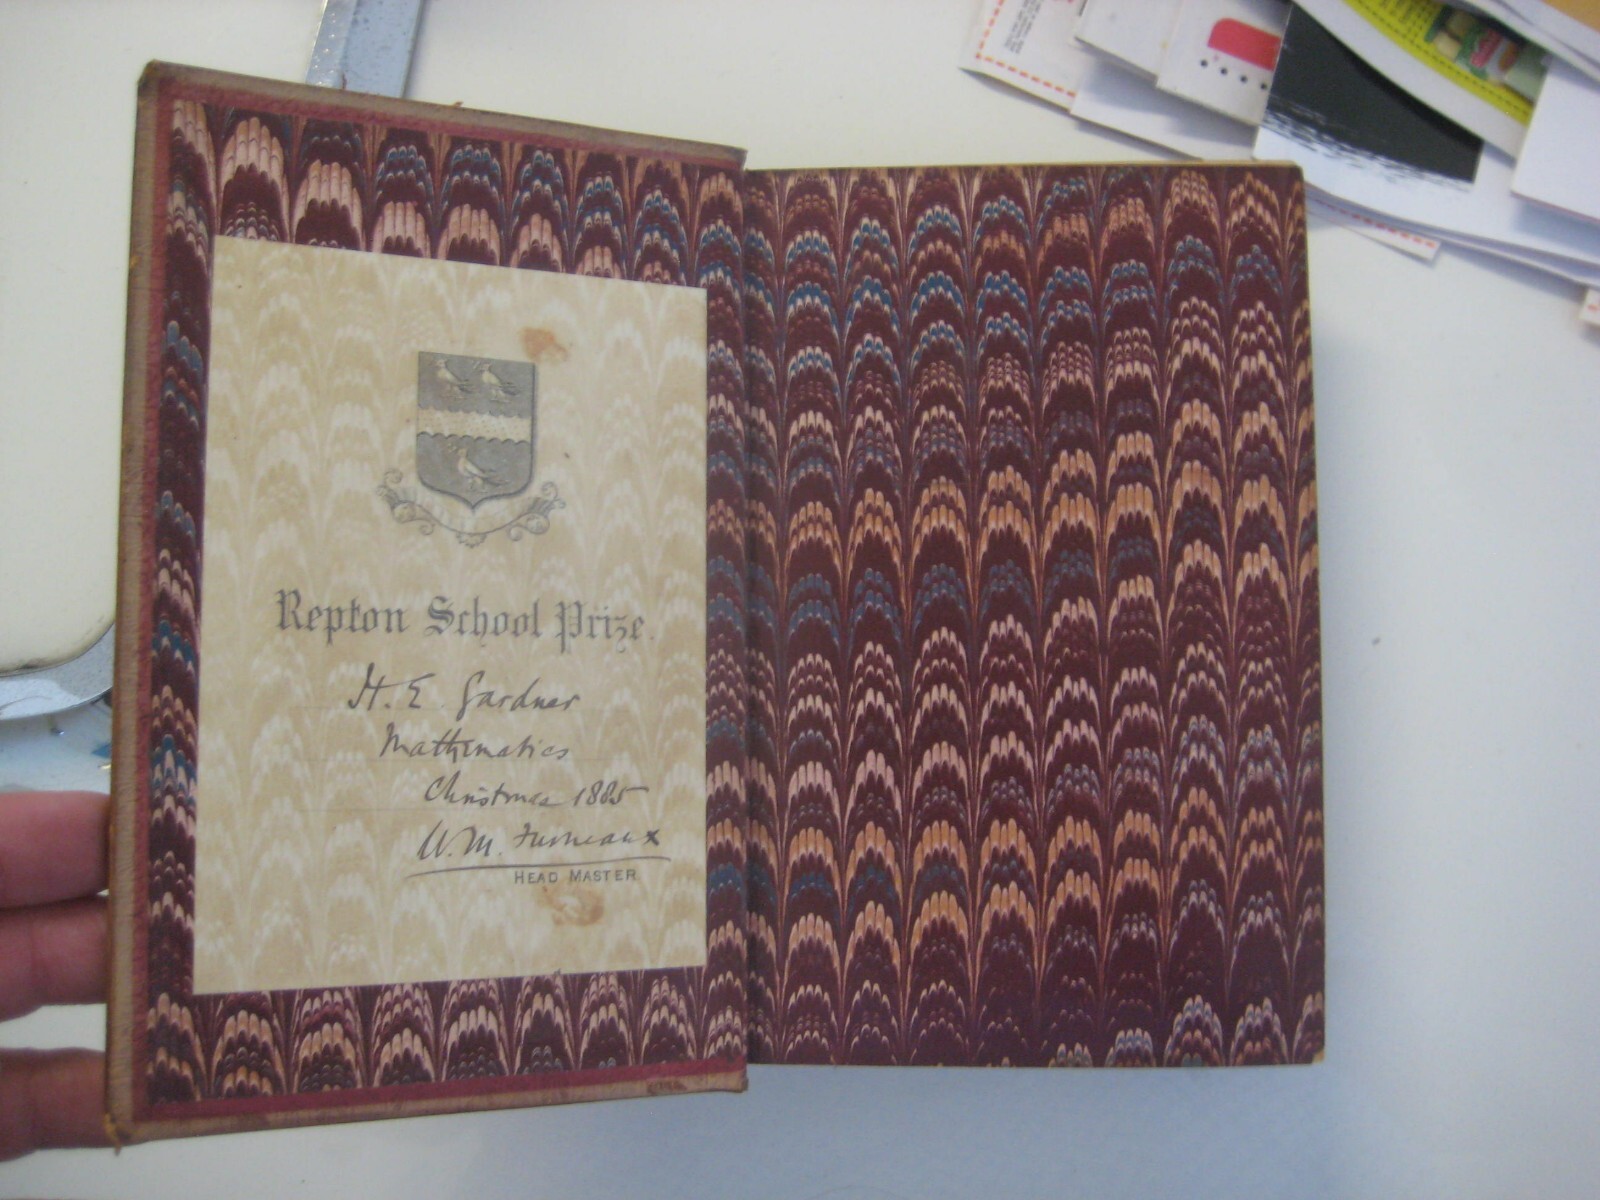 Repton School Prize.
H. E. Gardner
Mathematics
Christmas 1885
W. M. Furneaux
HEAD MASTER